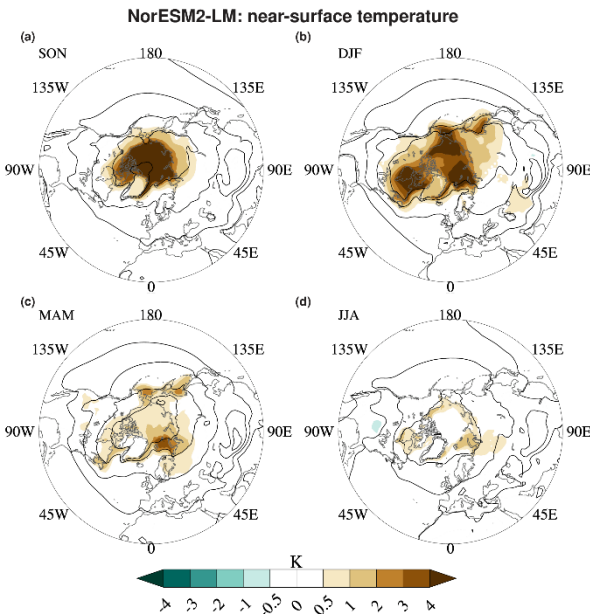 NorESM2-LM: near-surface temperature
(a) SON 180
135W 135E
90W 90E
45W 45E
0
(b) DJF 180
135W 135E
90W 90E
45W 45E
0
(c) MAM 180
135W 135E
90W 90E
45W 45E
0
(d) JJA 180
135W 135E
90W 90E
45W 45E
0
K
-4 -3 -2 -1 -0.5 0 0.5 1 2 3 4